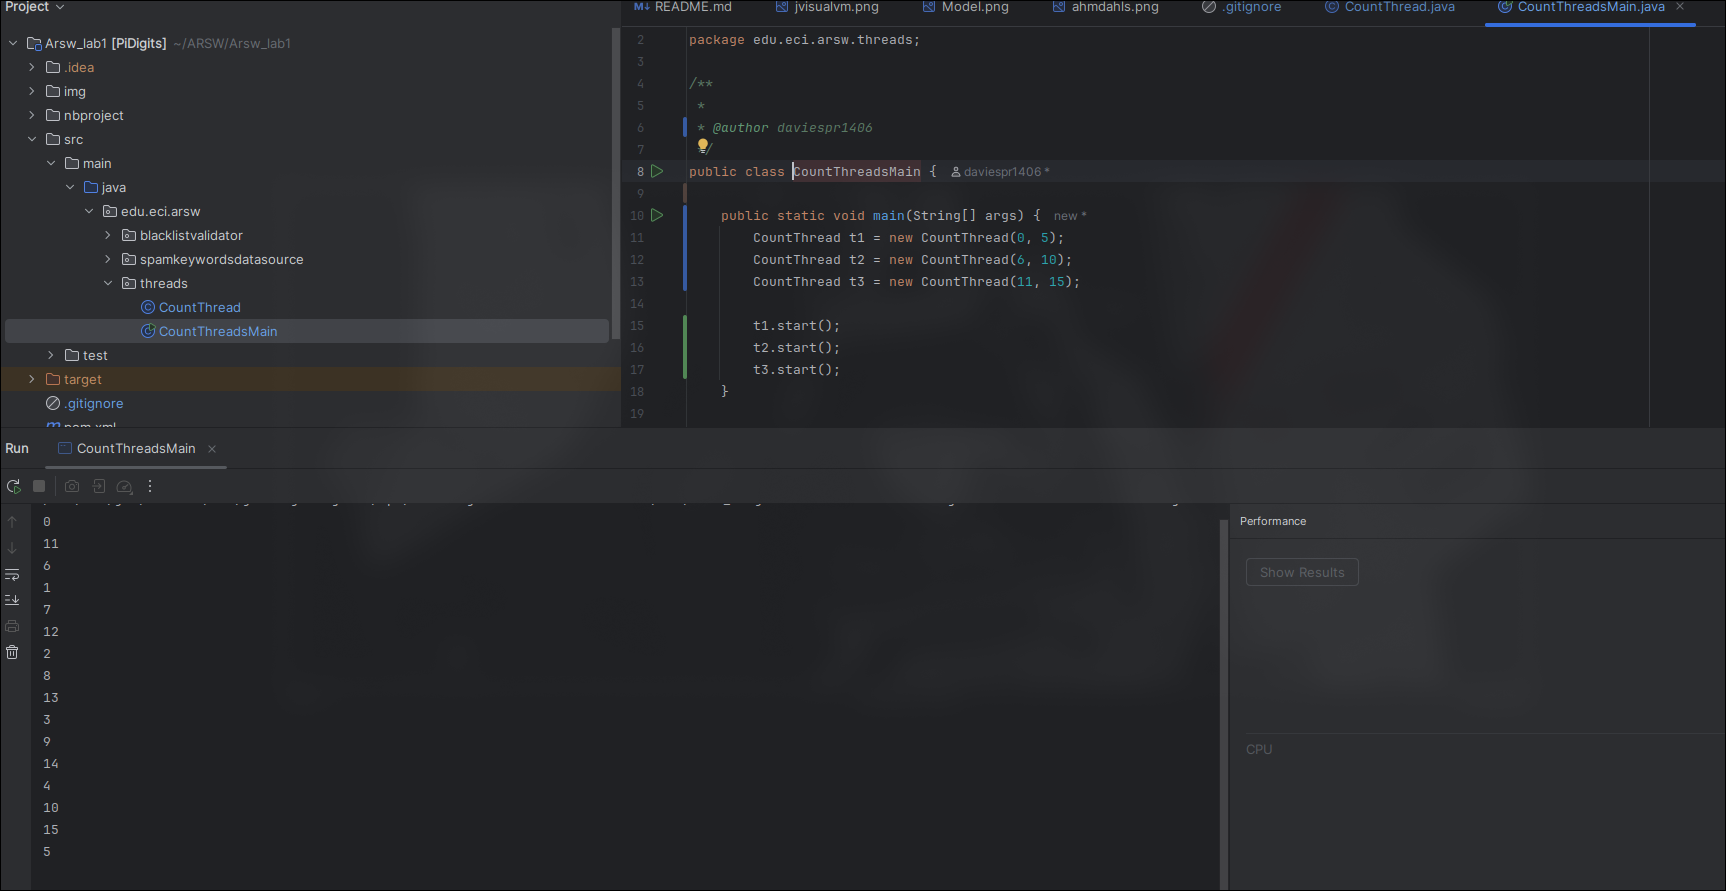 Project
Arsw_lab1 [PiDigits] ~/ARSW/Arsw_lab1
.idea
img
nbproject
src
main
java
edu.eci.arsw
blacklistvalidator
spamkeywordsdatasource
threads
CountThread
CountThreadsMain
test
target
.gitignore
pom.xml
README.md jvisualvm.png Model.png ahmdahls.png .gitignore CountThread.java CountThreadsMain.java
2 package edu.eci.arsw.threads;
3
4 /**
5 *
6 * @author daviespr1406
7 */
8 public class CountThreadsMain { daviespr1406 *
9
10 public static void main(String[] args) { new *
11 CountThread t1 = new CountThread(0, 5);
12 CountThread t2 = new CountThread(6, 10);
13 CountThread t3 = new CountThread(11, 15);
14
15 t1.start();
16 t2.start();
17 t3.start();
18 }
19
Run CountThreadsMain
0
11
6
1
7
12
2
8
13
3
9
14
4
10
15
5
Performance
Show Results
CPU